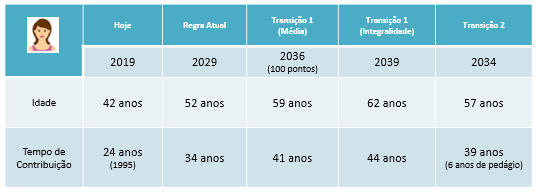 Hoje Regra Atual Transição 1 (Média) Transição 1 (Integralidade) Transição 2
2019 2029 2036 (100 pontos) 2039 2034
Idade 42 anos 52 anos 59 anos 62 anos 57 anos
Tempo de Contribuição 24 anos (1995) 34 anos 41 anos 44 anos 39 anos (6 anos de pedágio)